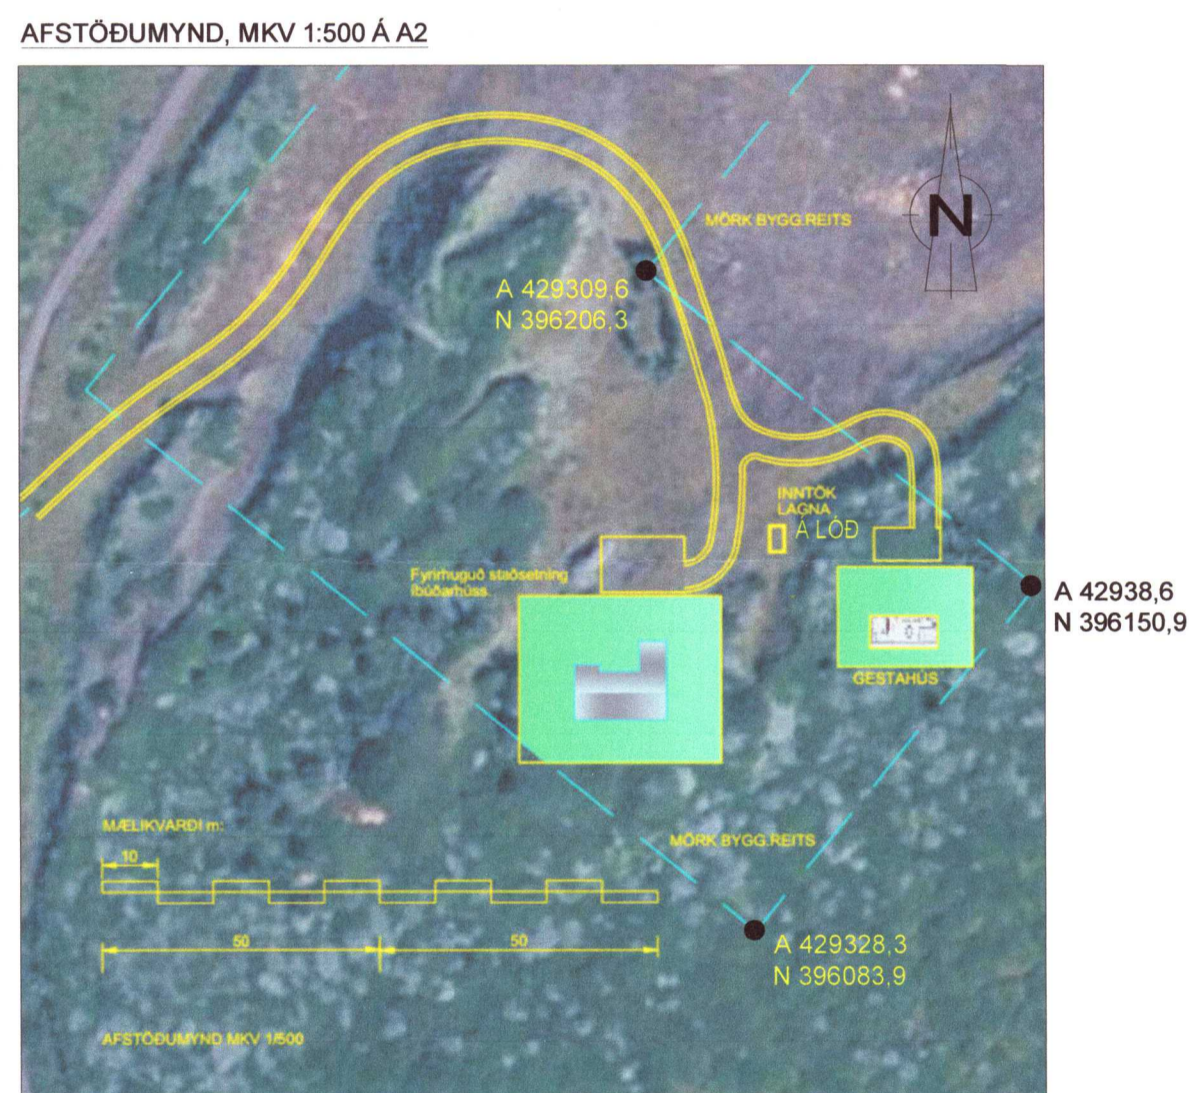 AFSTÖÐUMYND, MKV 1:500 Á A2
MÖRK BYGG.REITS
N
A 429309,6
N 396206,3
INNTÖK
LAGNA
Á LÓÐ
Fyrirhuguð staðsetning
íbúðarhúss.
A 42938,6
N 396150,9
GESTAHÚS
MÆLIKVARÐI m:
10
MÖRK BYGG.REITS
50
50
A 429328,3
N 396083,9
AFSTÖÐUMYND MKV 1/500